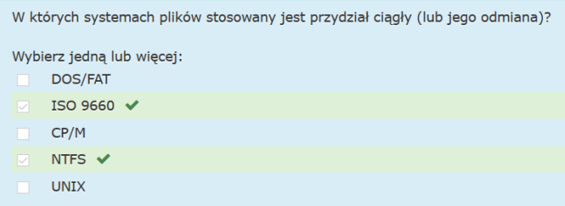 W których systemach plików stosowany jest przydział ciągły (lub jego odmiana)?
Wybierz jedną lub więcej:
DOS/FAT
ISO 9660
CP/M
NTFS
UNIX